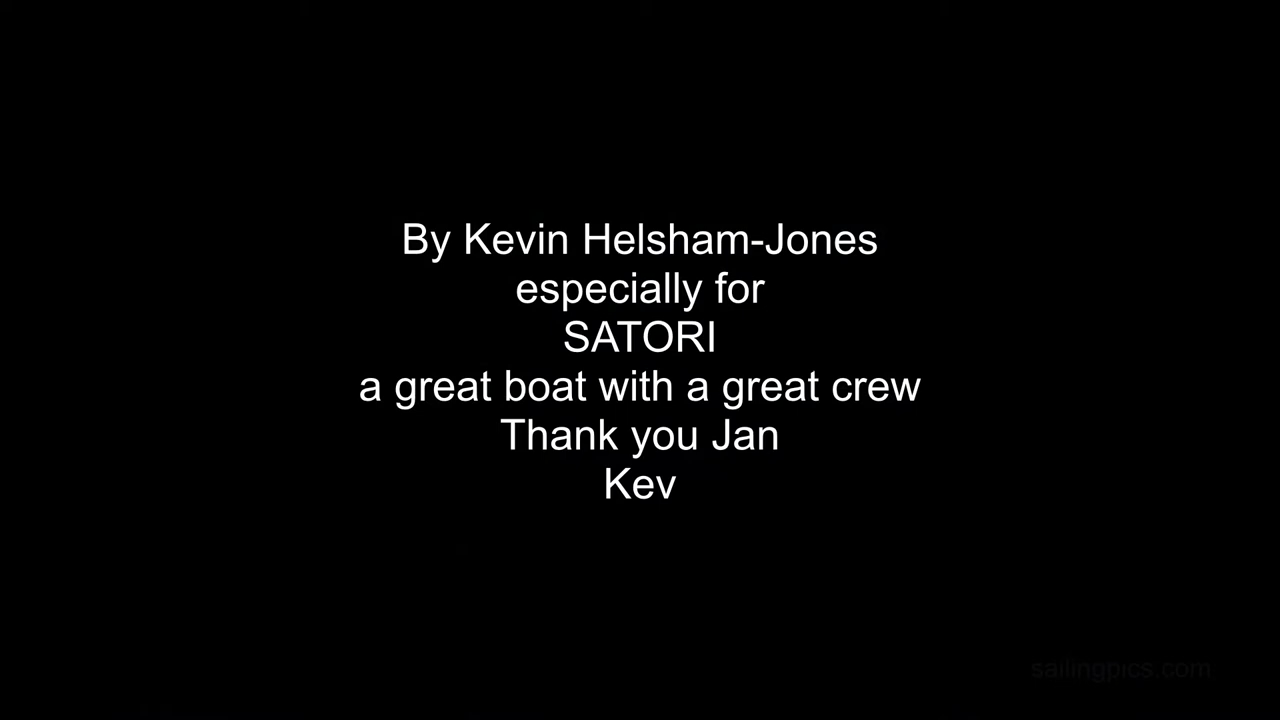 By Kevin Helsham-Jones
especially for
SATORI
a great boat with a great crew
Thank you Jan
Kev
sailingpics.com